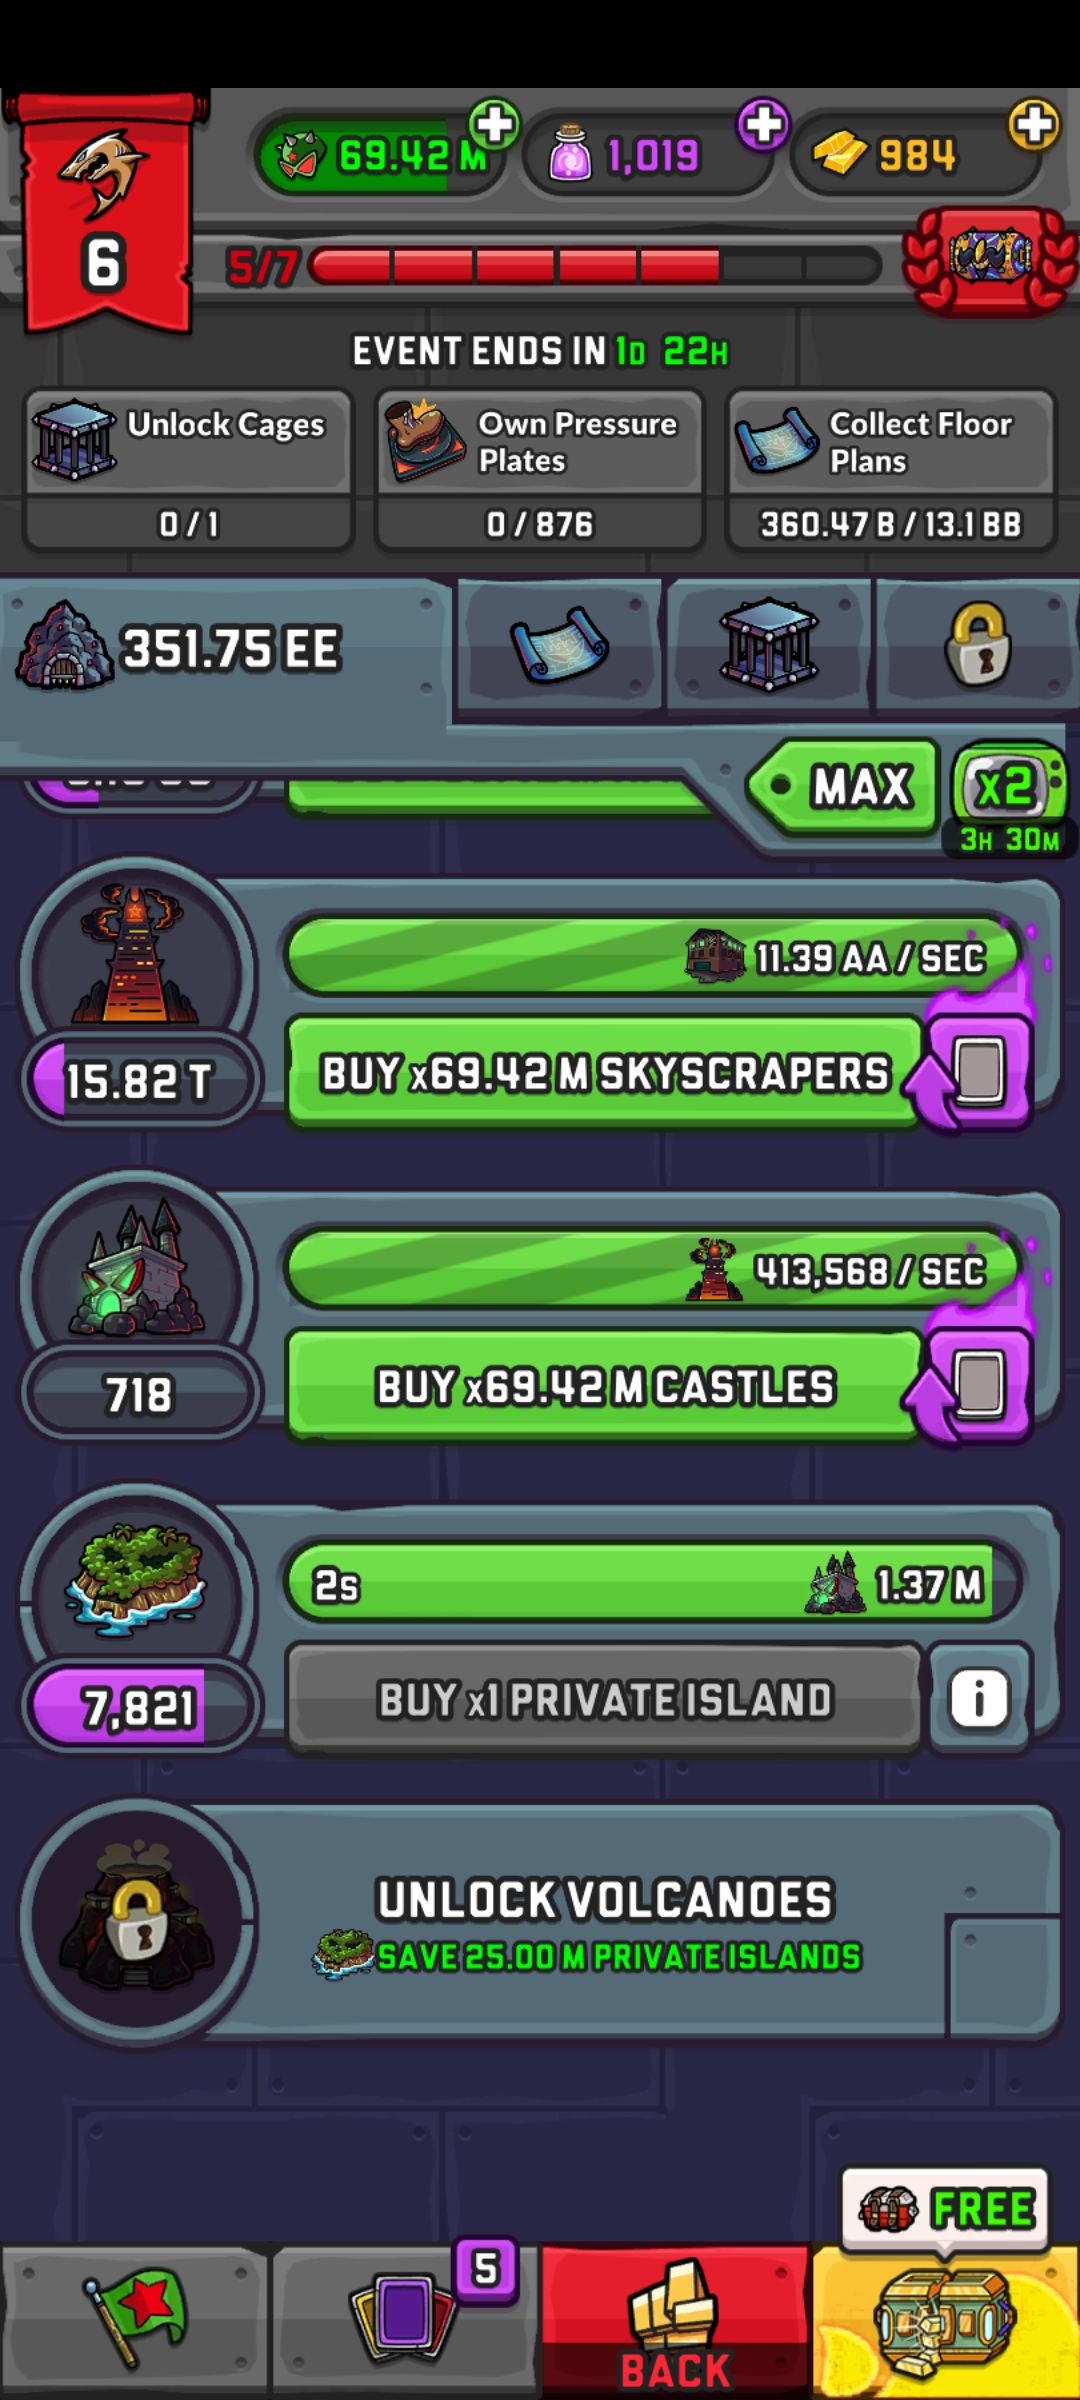 69.42 M
1,019
984
6
5/7
EVENT ENDS IN 1D 22H
Unlock Cages
0 / 1
Own Pressure
Plates
0 / 876
Collect Floor
Plans
360.47 B / 13.1 BB
351.75 EE
MAX
x2
3H 30M
11.39 AA / SEC
15.82 T
BUY x69.42 M SKYSCRAPERS
413,568 / SEC
718
BUY x69.42 M CASTLES
2s
1.37 M
7,821
BUY x1 PRIVATE ISLAND
i
UNLOCK VOLCANOES
SAVE 25.00 M PRIVATE ISLANDS
FREE
5
BACK